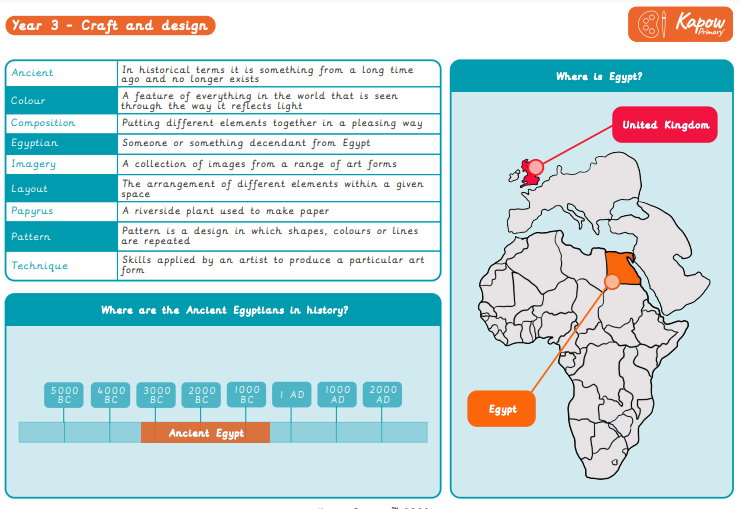 Year 3 - Craft and design
Kapow
Primary
Ancient
In historical terms it is something from a long time
ago and no longer exists
Colour
A feature of everything in the world that is seen
through the way it reflects light
Composition
Putting different elements together in a pleasing way
Egyptian
Someone or something decendant from Egypt
Imagery
A collection of images from a range of art forms
Layout
The arrangement of different elements within a given
space
Papyrus
A riverside plant used to make paper
Pattern
Pattern is a design in which shapes, colours or lines
are repeated
Technique
Skills applied by an artist to produce a particular art
form
Where are the Ancient Egyptians in history?
5000
BC
4000
BC
3000
BC
2000
BC
1000
BC
1 AD
1000
AD
2000
AD
Ancient Egypt
Where is Egypt?
United Kingdom
Egypt